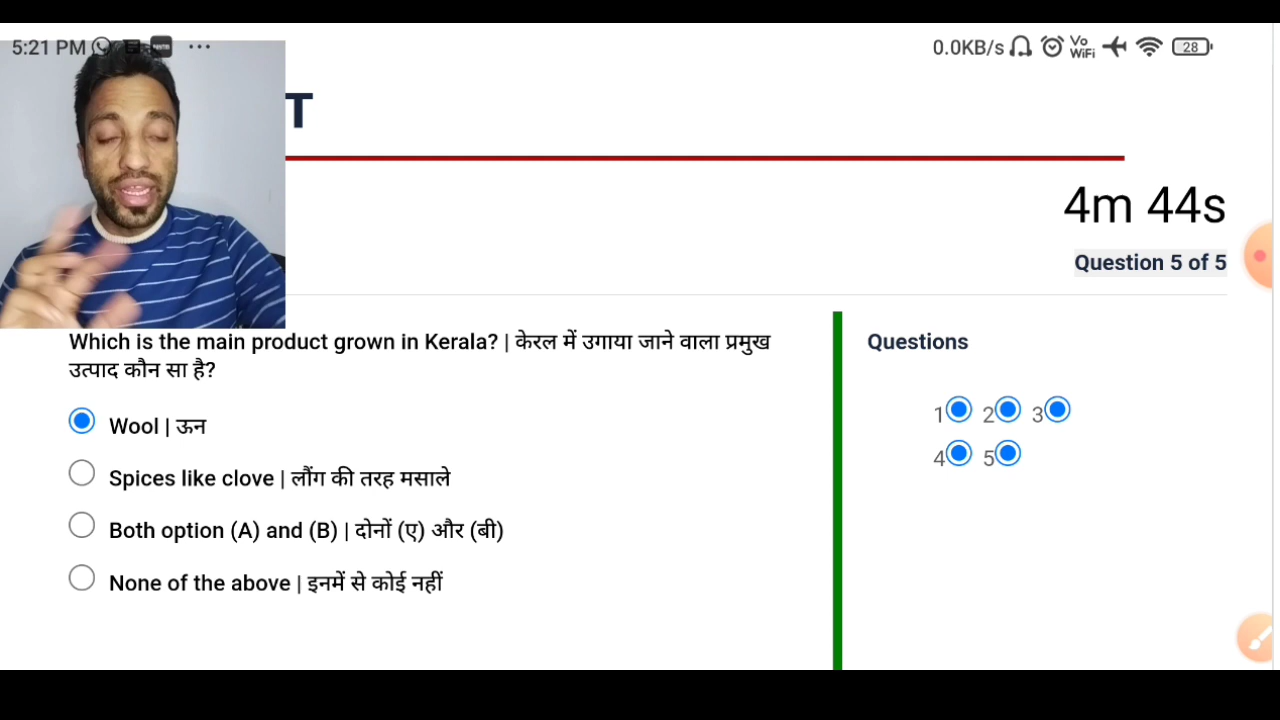 5:21 PM
0.0KB/s Vo WiFi 28
T
4m 44s
Question 5 of 5
Which is the main product grown in Kerala? | केरल में उगाया जाने वाला प्रमुख
उत्पाद कौन सा है?
Wool | ऊन
Spices like clove | लौंग की तरह मसाले
Both option (A) and (B) | दोनों (ए) और (बी)
None of the above | इनमें से कोई नहीं
Questions
1 2 3
4 5